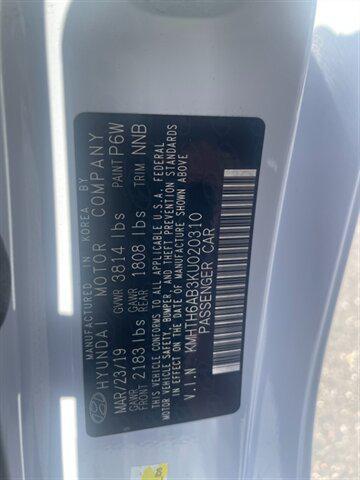 MANUFACTURED IN KOREA BY
HYUNDAI MOTOR COMPANY
MAR/23/19 GVWR 3814 lbs PAINT P6W
GAWR FRONT 2183lbs GAWR REAR 1808 lbs TRIM NNB
THIS VEHICLE CONFORMS TO ALL APPLICABLE U.S.A. FEDERAL
MOTOR VEHICLE SAFETY, BUMPER, AND THEFT PREVENTION
STANDARDS IN EFFECT ON THE DATE OF MANUFACTURE SHOWN ABOVE
V.I.N KMHTH6AB3KU020310
PASSENGER CAR